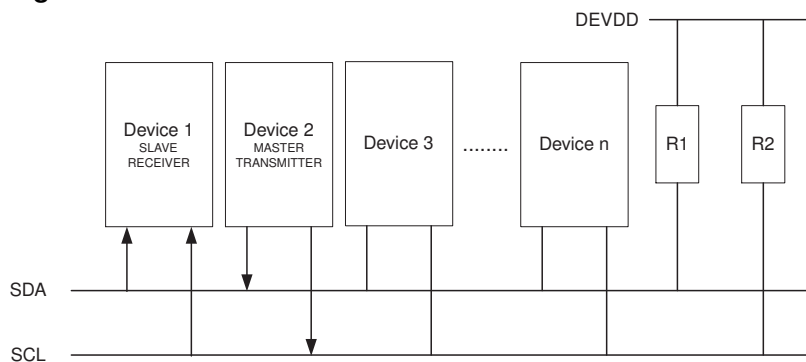 DEVDD
Device 1
SLAVE
RECEIVER
Device 2
MASTER
TRANSMITTER
Device 3
........
Device n
R1
R2
SDA
SCL